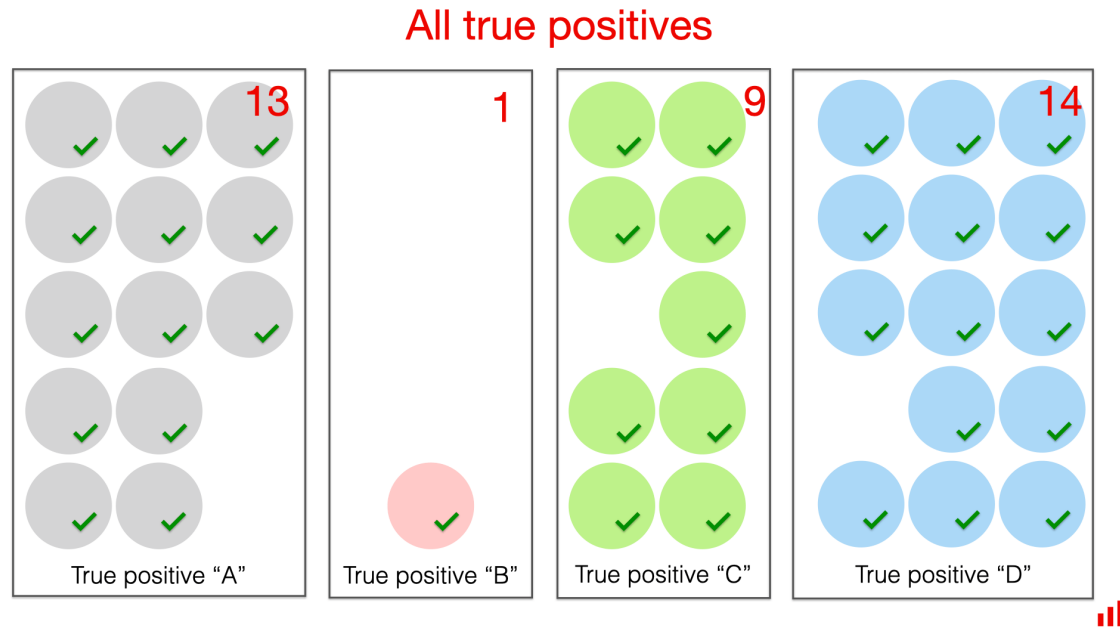 All true positives
13
1
9
14
True positive “A”
True positive “B”
True positive “C”
True positive “D”